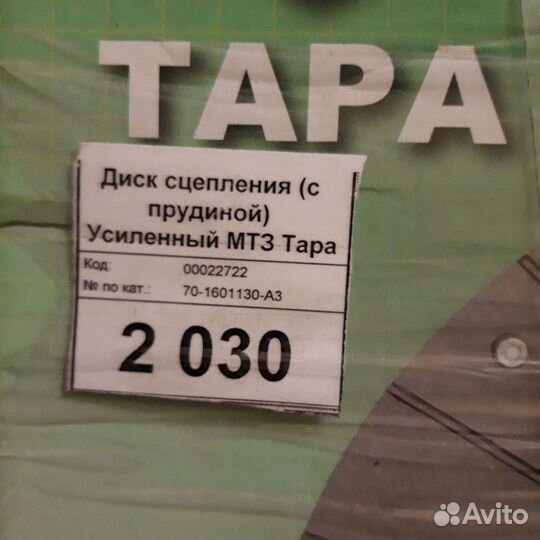 ТАРА
Диск сцепления (с
прудиной)
Усиленный МТЗ Тара
Код: 00022722
№ по кат.: 70-1601130-А3
2 030
Avito